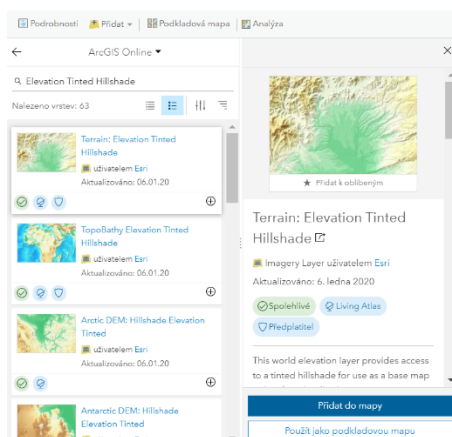 Podrobnosti Přidat Podkladová mapa Analýza
ArcGIS Online
Elevation Tinted Hillshade
Nalezeno vrstev: 63
Terrain: Elevation Tinted
Hillshade
uživatelem Esri
Aktualizováno: 06.01.20
TopoBathy Elevation Tinted
Hillshade
uživatelem Esri
Aktualizováno: 06.01.20
Arctic DEM: Hillshade Elevation
Tinted
uživatelem Esri
Aktualizováno: 06.01.20
Antarctic DEM: Hillshade
Elevation Tinted
Přidat k oblíbeným
Terrain: Elevation Tinted
Hillshade
Imagery Layer uživatelem Esri
Aktualizováno: 6. ledna 2020
Spolehlivé Living Atlas
Předplatitel
This world elevation layer provides access
to a tinted hillshade for use as a base map
Přidat do mapy
Použít jako podkladovou mapu